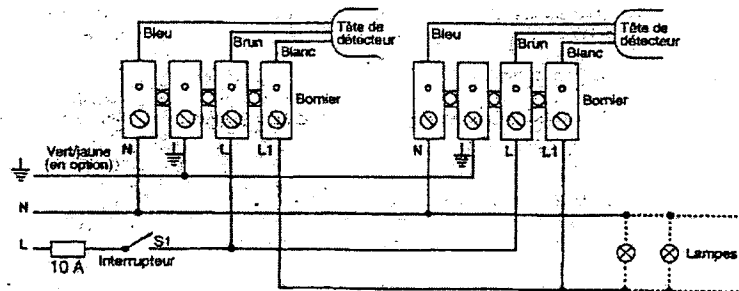 Tête de
détecteur
Bleu
Brun
Blanc
Bornier
N
L
L1
Tête de
détecteur
Bleu
Brun
Blanc
Bornier
N
L
L1
Vert/jaune
(en option)
N
L
10 A
S1
Interrupteur
Lampes